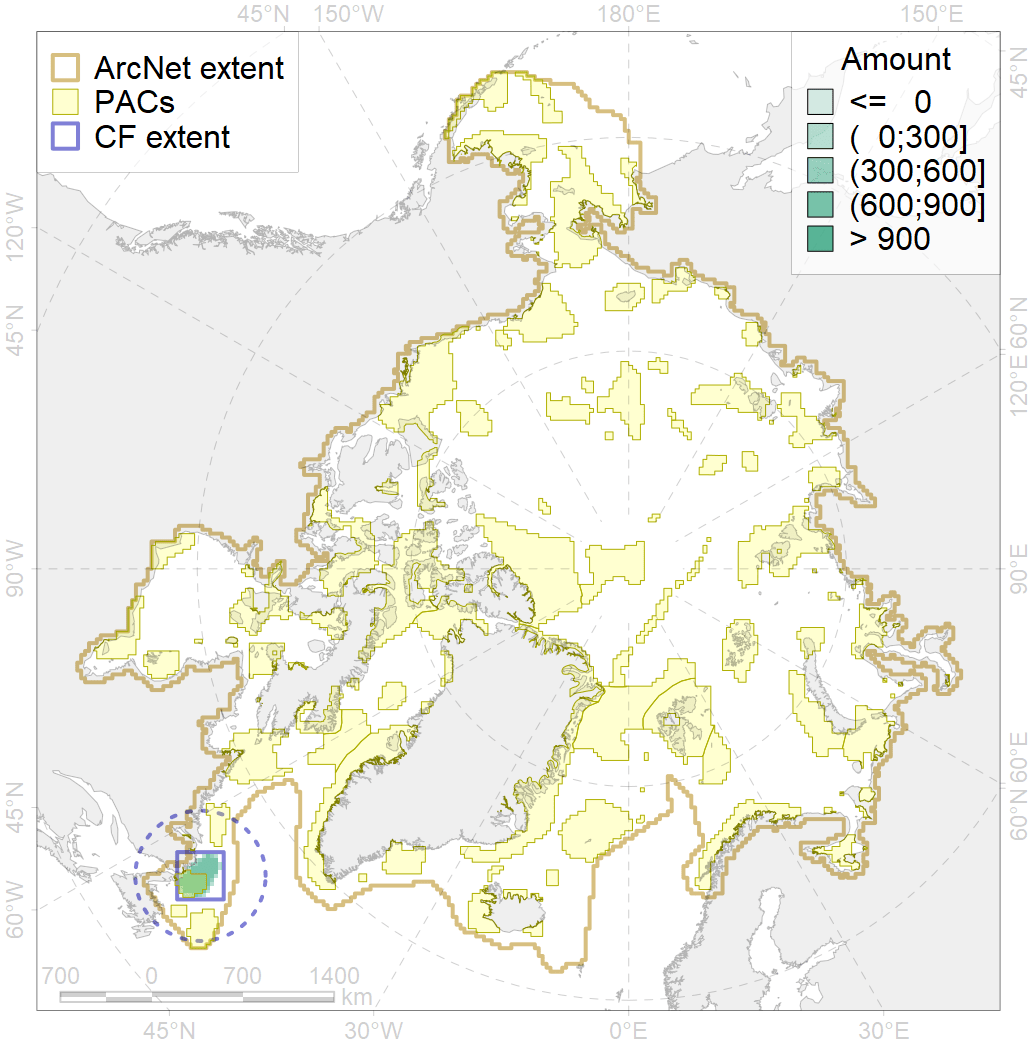 45°N 150°W 180°E 150°E
ArcNet extent
PACs
CF extent
Amount
<= 0
( 0;300]
(300;600]
(600;900]
> 900
120°W
45°N
90°W
45°N
60°W
45°N
60°N
120°E
90°E
60°E
60°N
700 0 700 1400
km
45°N 30°W 0°E 30°E